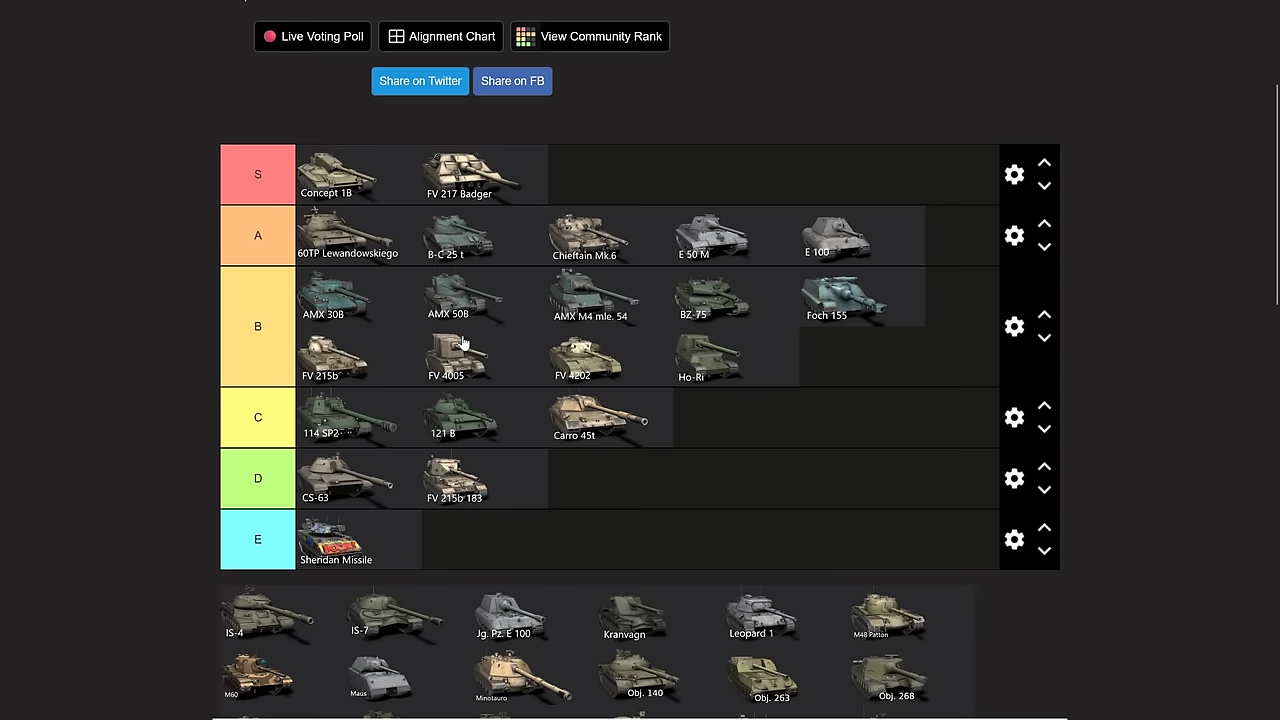 Live Voting Poll Alignment Chart View Community Rank
Share on Twitter Share on FB
S Concept 1B FV 217 Badger
A 60TP Lewandowskiego B-C 25 t Chieftain Mk.6 E 50 M E 100
B AMX 30B AMX 50B AMX M4 mle. 54 BZ-75 Foch 155
FV 215b FV 4005 FV 4202 Ho-Ri
C 114 SP2 121 B Carro 45t
D CS-63 FV 215b 183
E Sheridan Missile
IS-4 IS-7 Jg. Pz. E 100 Kranvagn Leopard 1 M48 Patton
M60 Maus Minotauro Obj. 140 Obj. 263 Obj. 268